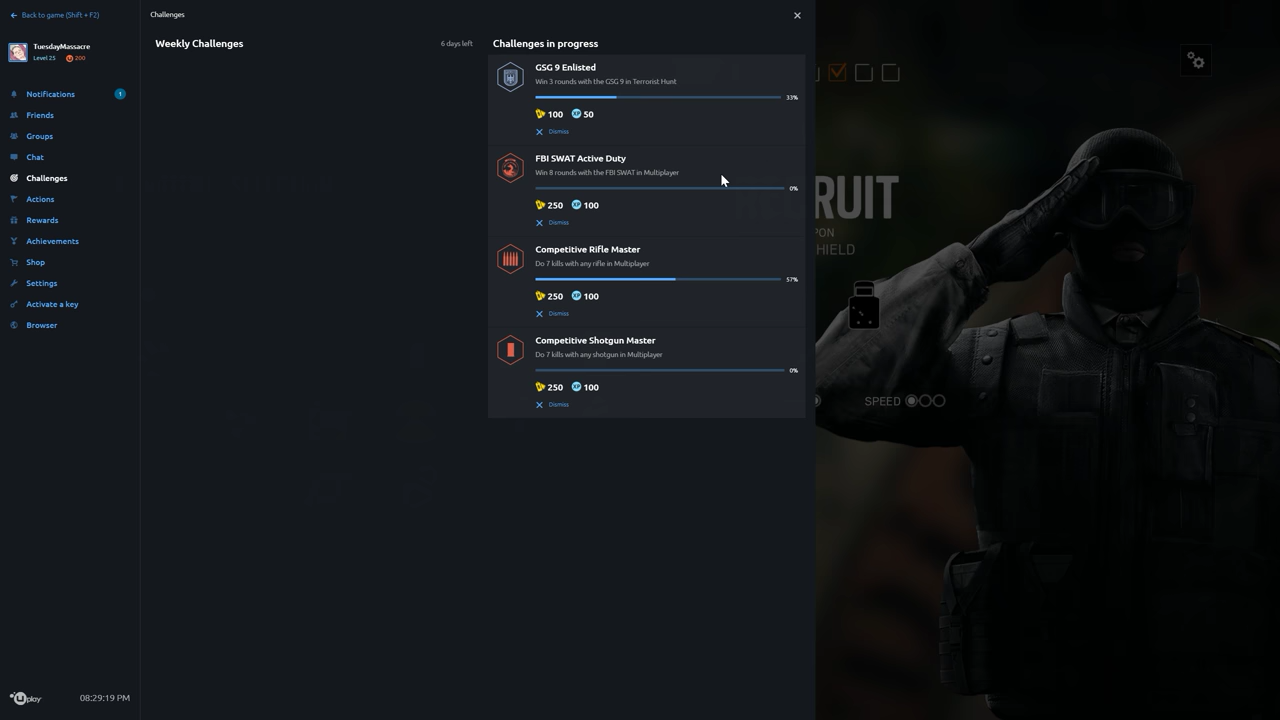 Back to game (Shift + F2)
TuesdayMassacre
Level 25
200
Notifications
1
Friends
Groups
Chat
Challenges
Actions
Rewards
Achievements
Shop
Settings
Activate a key
Browser
uplay
08:29:19 PM
Challenges
Weekly Challenges
6 days left
Challenges in progress
GSG 9 Enlisted
Win 3 rounds with the GSG 9 in Terrorist Hunt
33%
100 XP 50
Dismiss
FBI SWAT Active Duty
Win 8 rounds with the FBI SWAT in Multiplayer
0%
250 XP 100
Dismiss
Competitive Rifle Master
Do 7 kills with any rifle in Multiplayer
57%
250 XP 100
Dismiss
Competitive Shotgun Master
Do 7 kills with any shotgun in Multiplayer
0%
250 XP 100
Dismiss
RUIT
PON
HIELD
SPEED